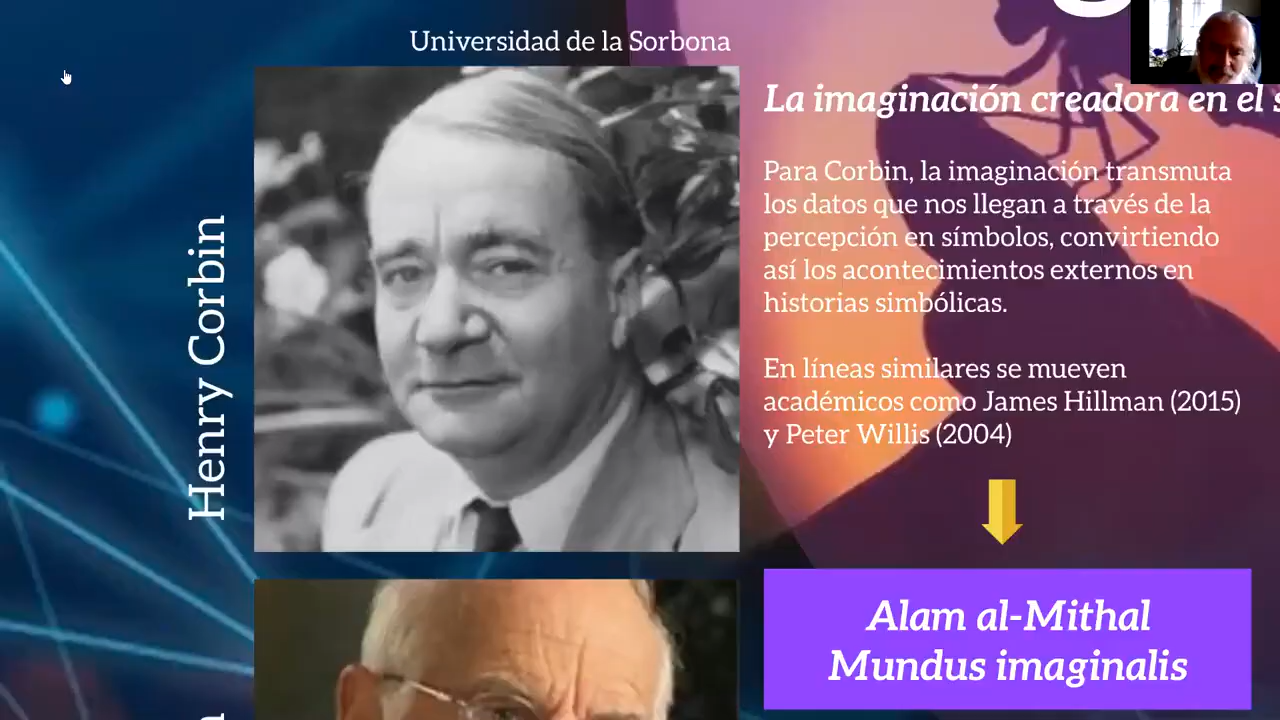 Universidad de la Sorbona
Henry Corbin
La imaginación creadora en el
Para Corbin, la imaginación transmuta
los datos que nos llegan a través de la
percepción en símbolos, convirtiendo
así los acontecimientos externos en
historias simbólicas.
En líneas similares se mueven
académicos como James Hillman (2015)
y Peter Willis (2004)
Alam al-Mithal
Mundus imaginalis